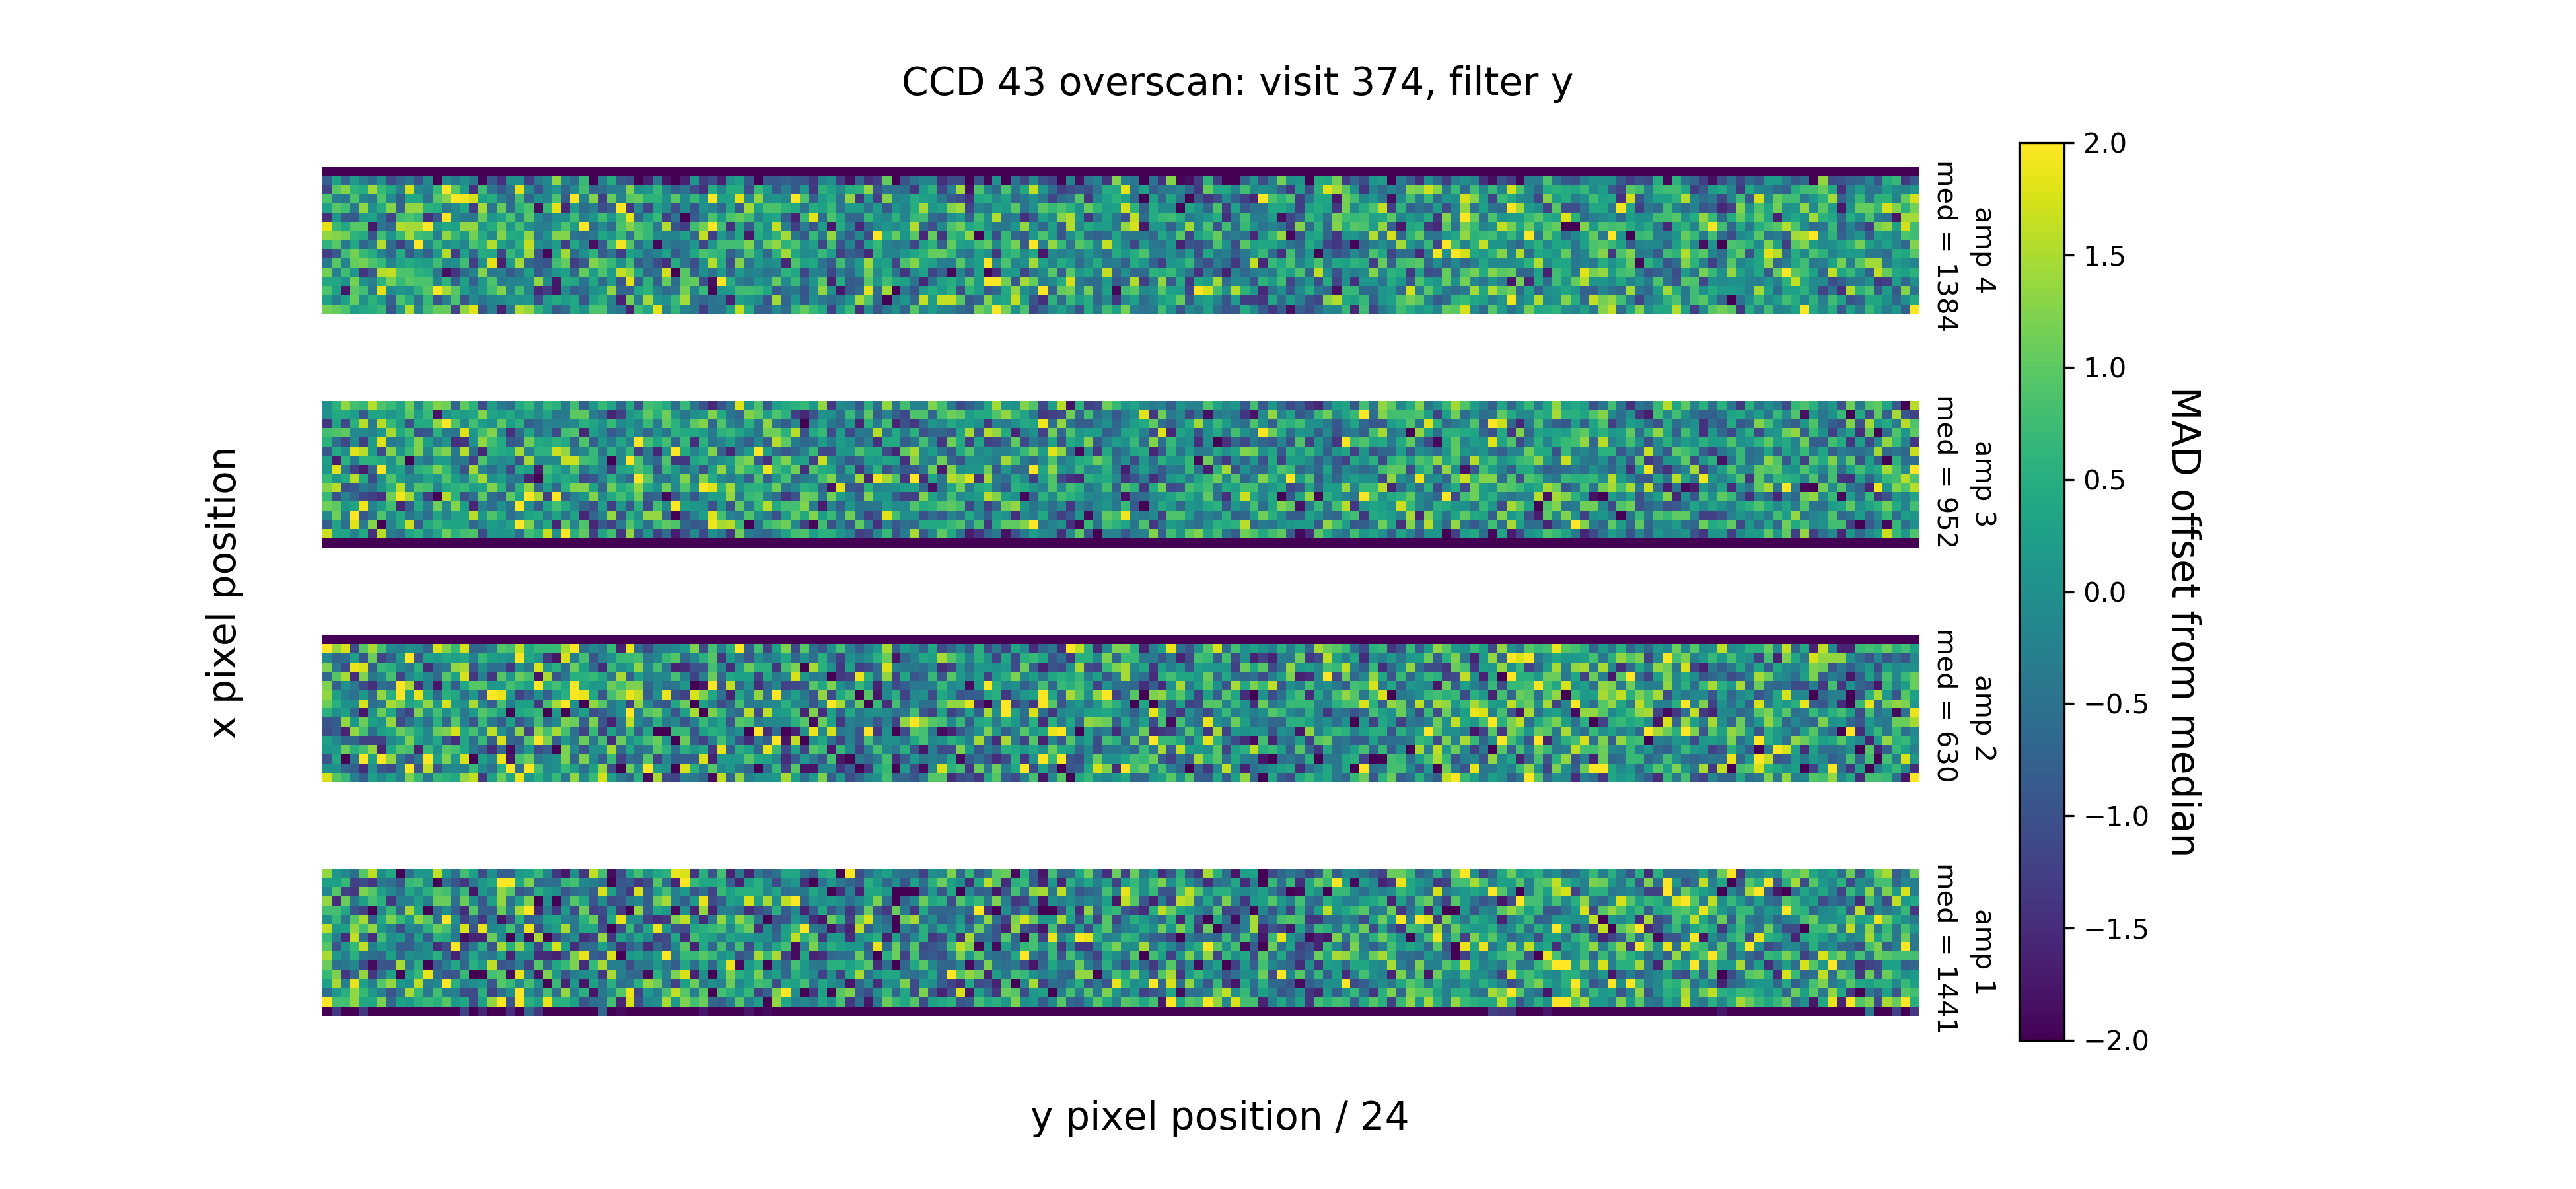 CCD 43 overscan: visit 374, filter y
x pixel position
amp 4
med = 1384
amp 3
med = 952
amp 2
med = 630
amp 1
med = 1441
2.0
1.5
1.0
0.5
0.0
−0.5
−1.0
−1.5
−2.0
MAD offset from median
y pixel position / 24